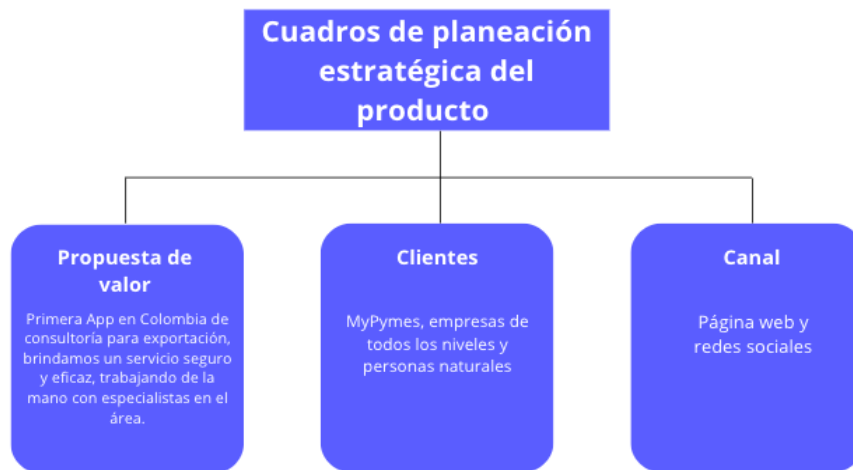 Cuadros de planeación
estratégica del
producto
Propuesta de
valor
Primera App en Colombia de
consultoría para exportación,
brindamos un servicio seguro
y eficaz, trabajando de la
mano con especialistas en el
área.
Clientes
MyPymes, empresas de
todos los niveles y
personas naturales
Canal
Página web y
redes sociales